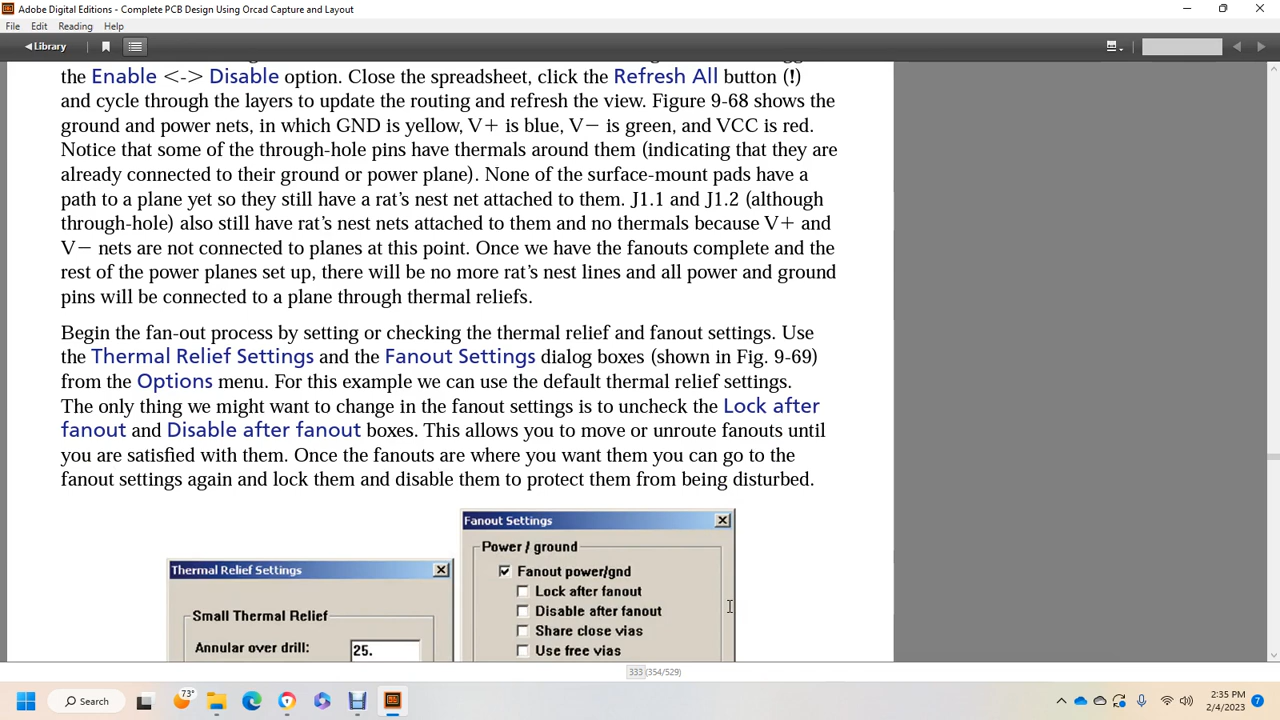 Adobe Digital Editions - Complete PCB Design Using Orcad Capture and Layout
File Edit Reading Help
Library
the Enable <-> Disable option. Close the spreadsheet, click the Refresh All button (!)
and cycle through the layers to update the routing and refresh the view. Figure 9-68 shows the
ground and power nets, in which GND is yellow, V+ is blue, V− is green, and VCC is red.
Notice that some of the through-hole pins have thermals around them (indicating that they are
already connected to their ground or power plane). None of the surface-mount pads have a
path to a plane yet so they still have a rat's nest net attached to them. J1.1 and J1.2 (although
through-hole) also still have rat's nest nets attached to them and no thermals because V+ and
V− nets are not connected to planes at this point. Once we have the fanouts complete and the
rest of the power planes set up, there will be no more rat's nest lines and all power and ground
pins will be connected to a plane through thermal reliefs.
Begin the fan-out process by setting or checking the thermal relief and fanout settings. Use
the Thermal Relief Settings and the Fanout Settings dialog boxes (shown in Fig. 9-69)
from the Options menu. For this example we can use the default thermal relief settings.
The only thing we might want to change in the fanout settings is to uncheck the Lock after
fanout and Disable after fanout boxes. This allows you to move or unroute fanouts until
you are satisfied with them. Once the fanouts are where you want them you can go to the
fanout settings again and lock them and disable them to protect them from being disturbed.
Fanout Settings
Power / ground
Fanout power/gnd
Lock after fanout
Disable after fanout
Share close vias
Use free vias
Thermal Relief Settings
Small Thermal Relief
Annular over drill: 25.
333 (354/529)
Search
73°
2:35 PM
2/4/2023
7